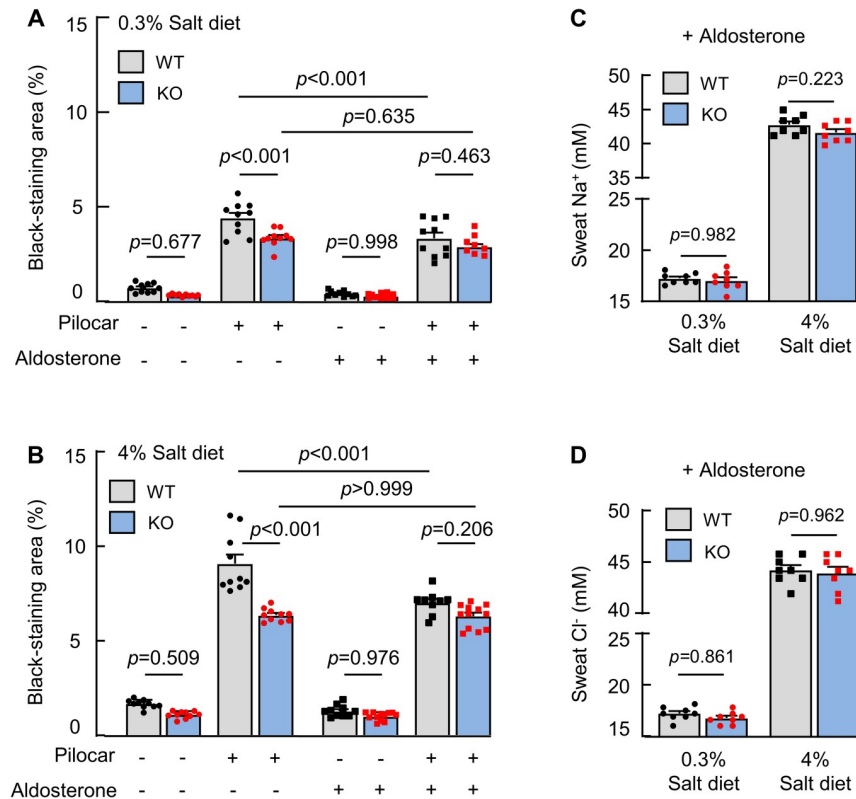 A
0.3% Salt diet
WT
KO
Black-staining area (%)
15
10
5
0
p<0.001
p=0.635
p<0.001
p=0.463
p=0.677
p=0.998
Pilocar - - + + - - + +
Aldosterone - - - - + + + +
C
+ Aldosterone
WT
KO
Sweat Na⁺ (mM)
50
45
40
25
20
15
p=0.223
p=0.982
0.3%
Salt diet
4%
Salt diet
B
4% Salt diet
WT
KO
Black-staining area (%)
15
10
5
0
p<0.001
p>0.999
p<0.001
p=0.206
p=0.509
p=0.976
Pilocar - - + + - - + +
Aldosterone - - - - + + + +
D
+ Aldosterone
WT
KO
Sweat Cl⁻ (mM)
50
45
40
25
20
15
p=0.962
p=0.861
0.3%
Salt diet
4%
Salt diet